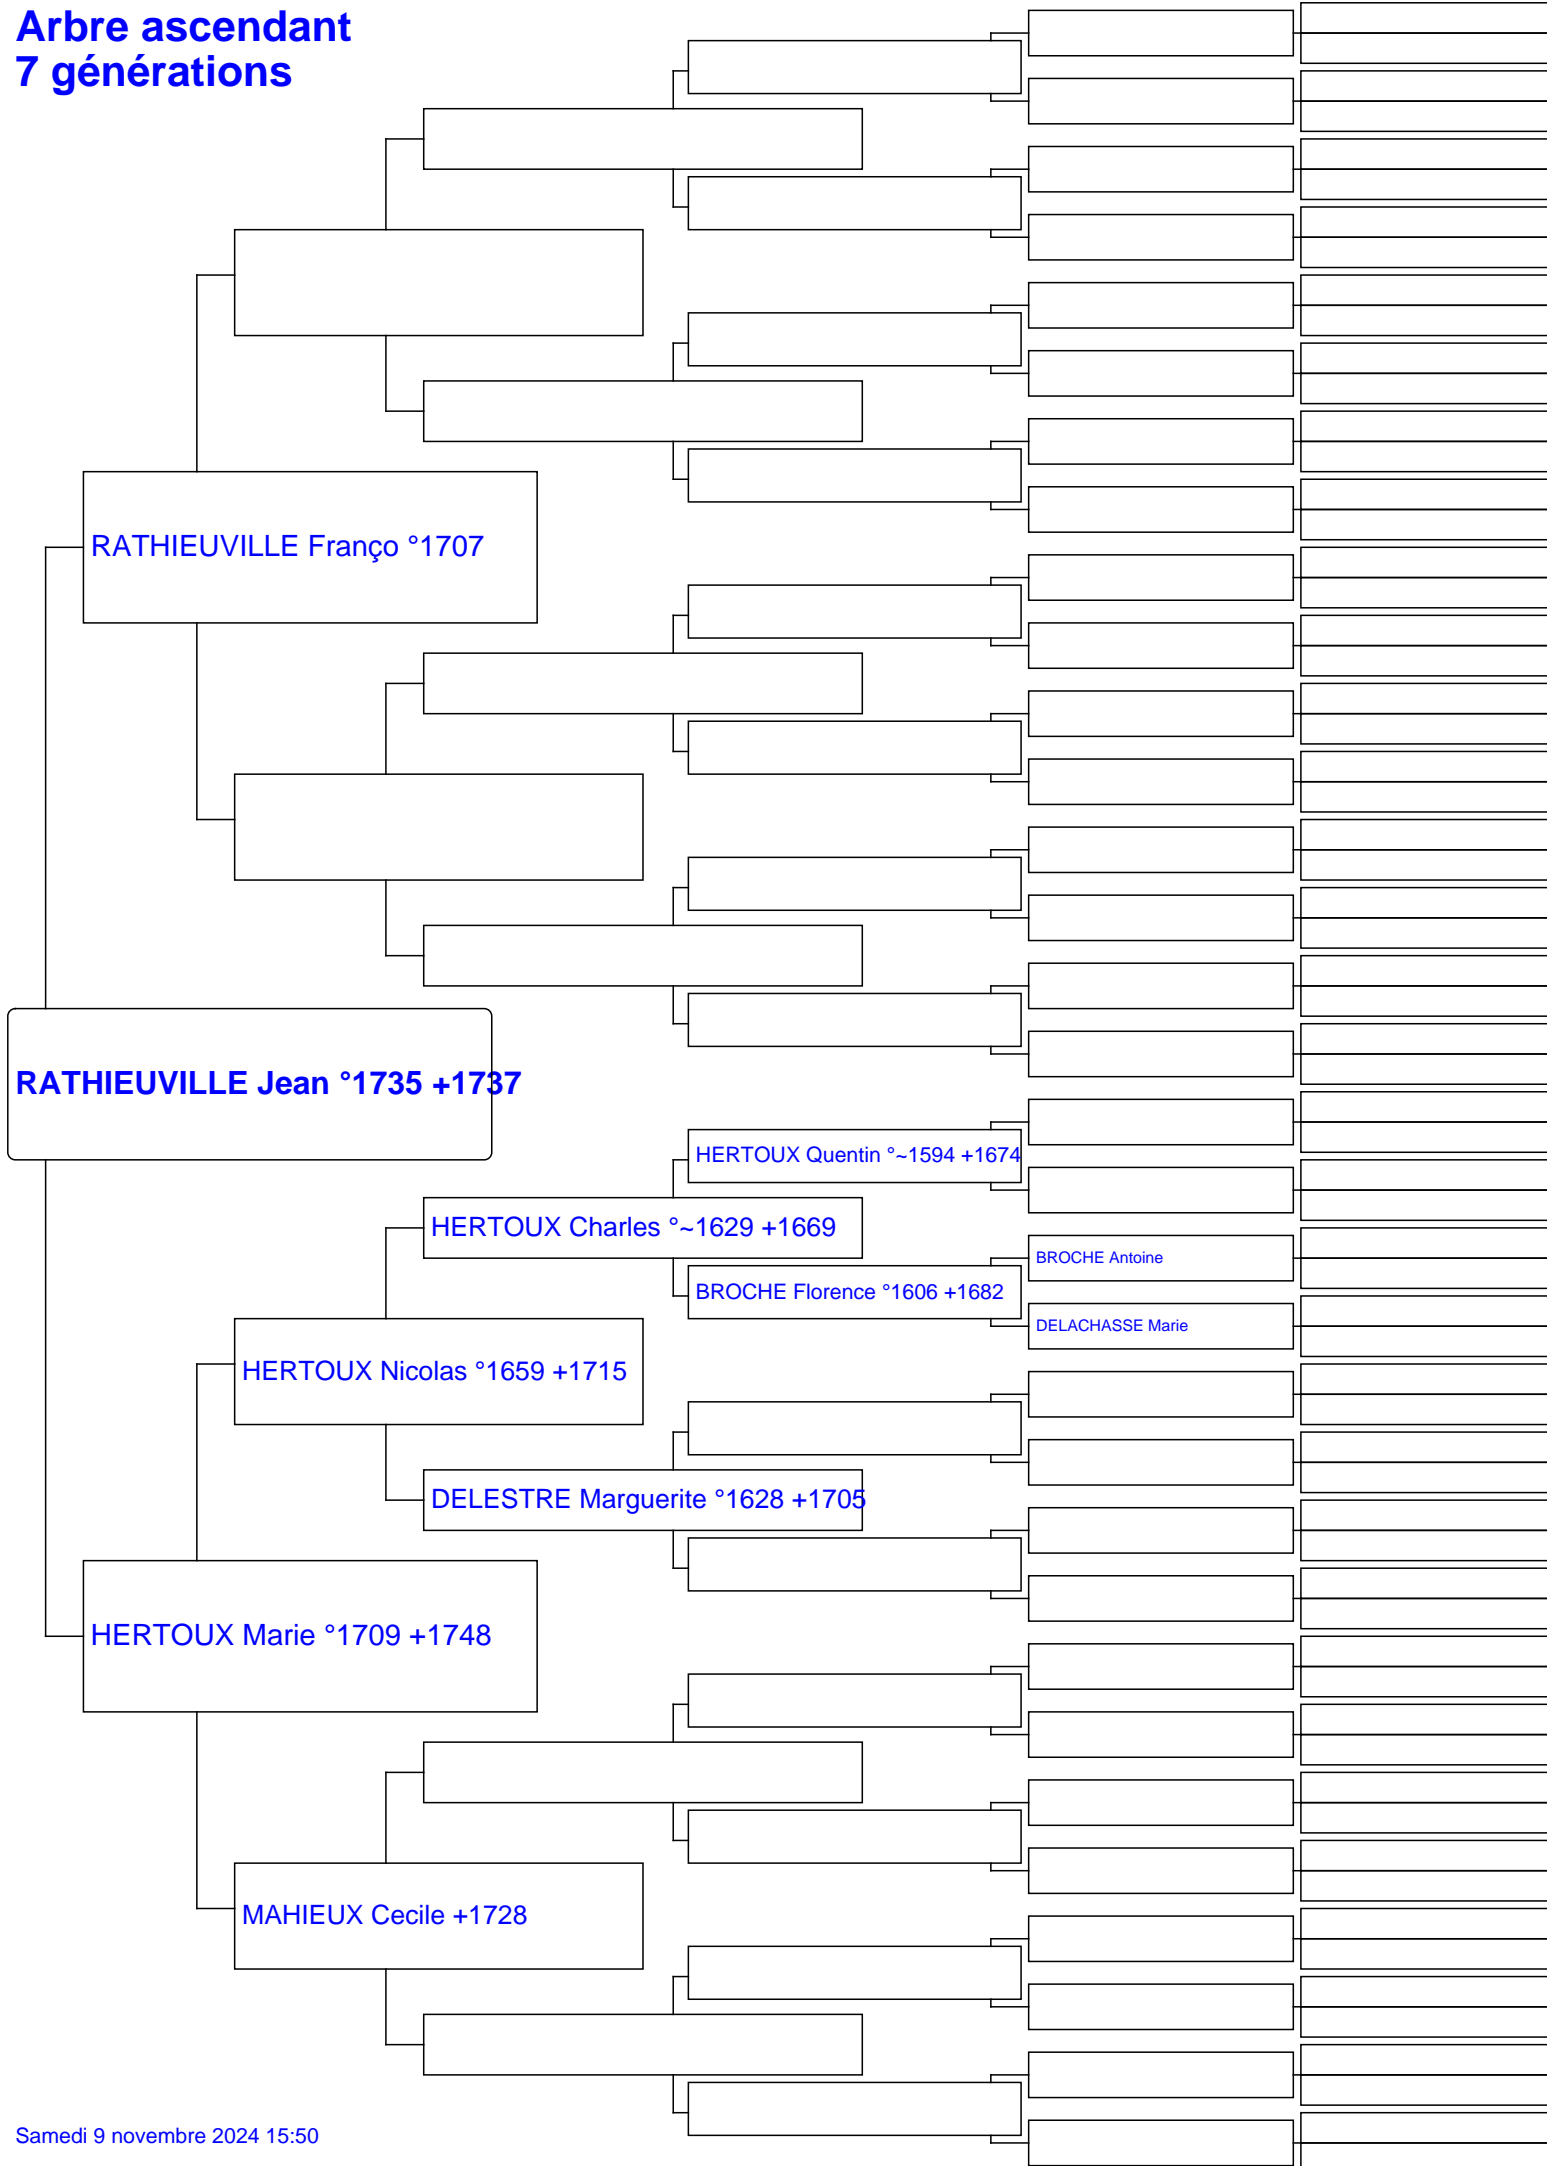 Arbre ascendant
7 générations
RATHIEUVILLE Franço °1707
RATHIEUVILLE Jean °1735 +1737
HERTOUX Quentin °~1594 +1674
HERTOUX Charles °~1629 +1669
BROCHE Antoine
BROCHE Florence °1606 +1682
DELACHASSE Marie
HERTOUX Nicolas °1659 +1715
DELESTRE Marguerite °1628 +1705
HERTOUX Marie °1709 +1748
MAHIEUX Cecile +1728
Samedi 9 novembre 2024 15:50